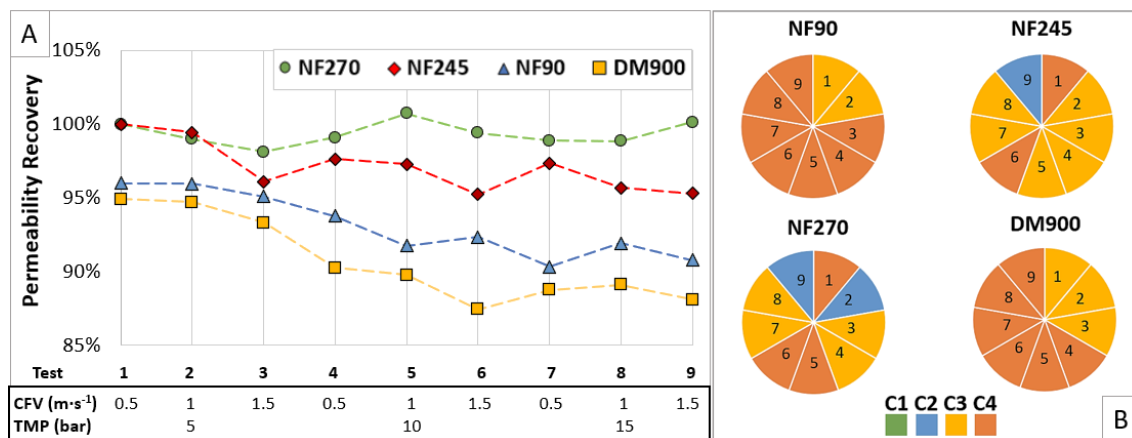 A
105%
100%
95%
90%
85%
Permeability Recovery
NF270 NF245 NF90 DM900
Test 1 2 3 4 5 6 7 8 9
CFV (m·s⁻¹) 0.5 1 1.5 0.5 1 1.5 0.5 1 1.5
TMP (bar) 5 10 15
NF90
1 2 3 4 5 6 7 8 9
NF245
1 2 3 4 5 6 7 8 9
NF270
1 2 3 4 5 6 7 8 9
DM900
1 2 3 4 5 6 7 8 9
C1 C2 C3 C4
B